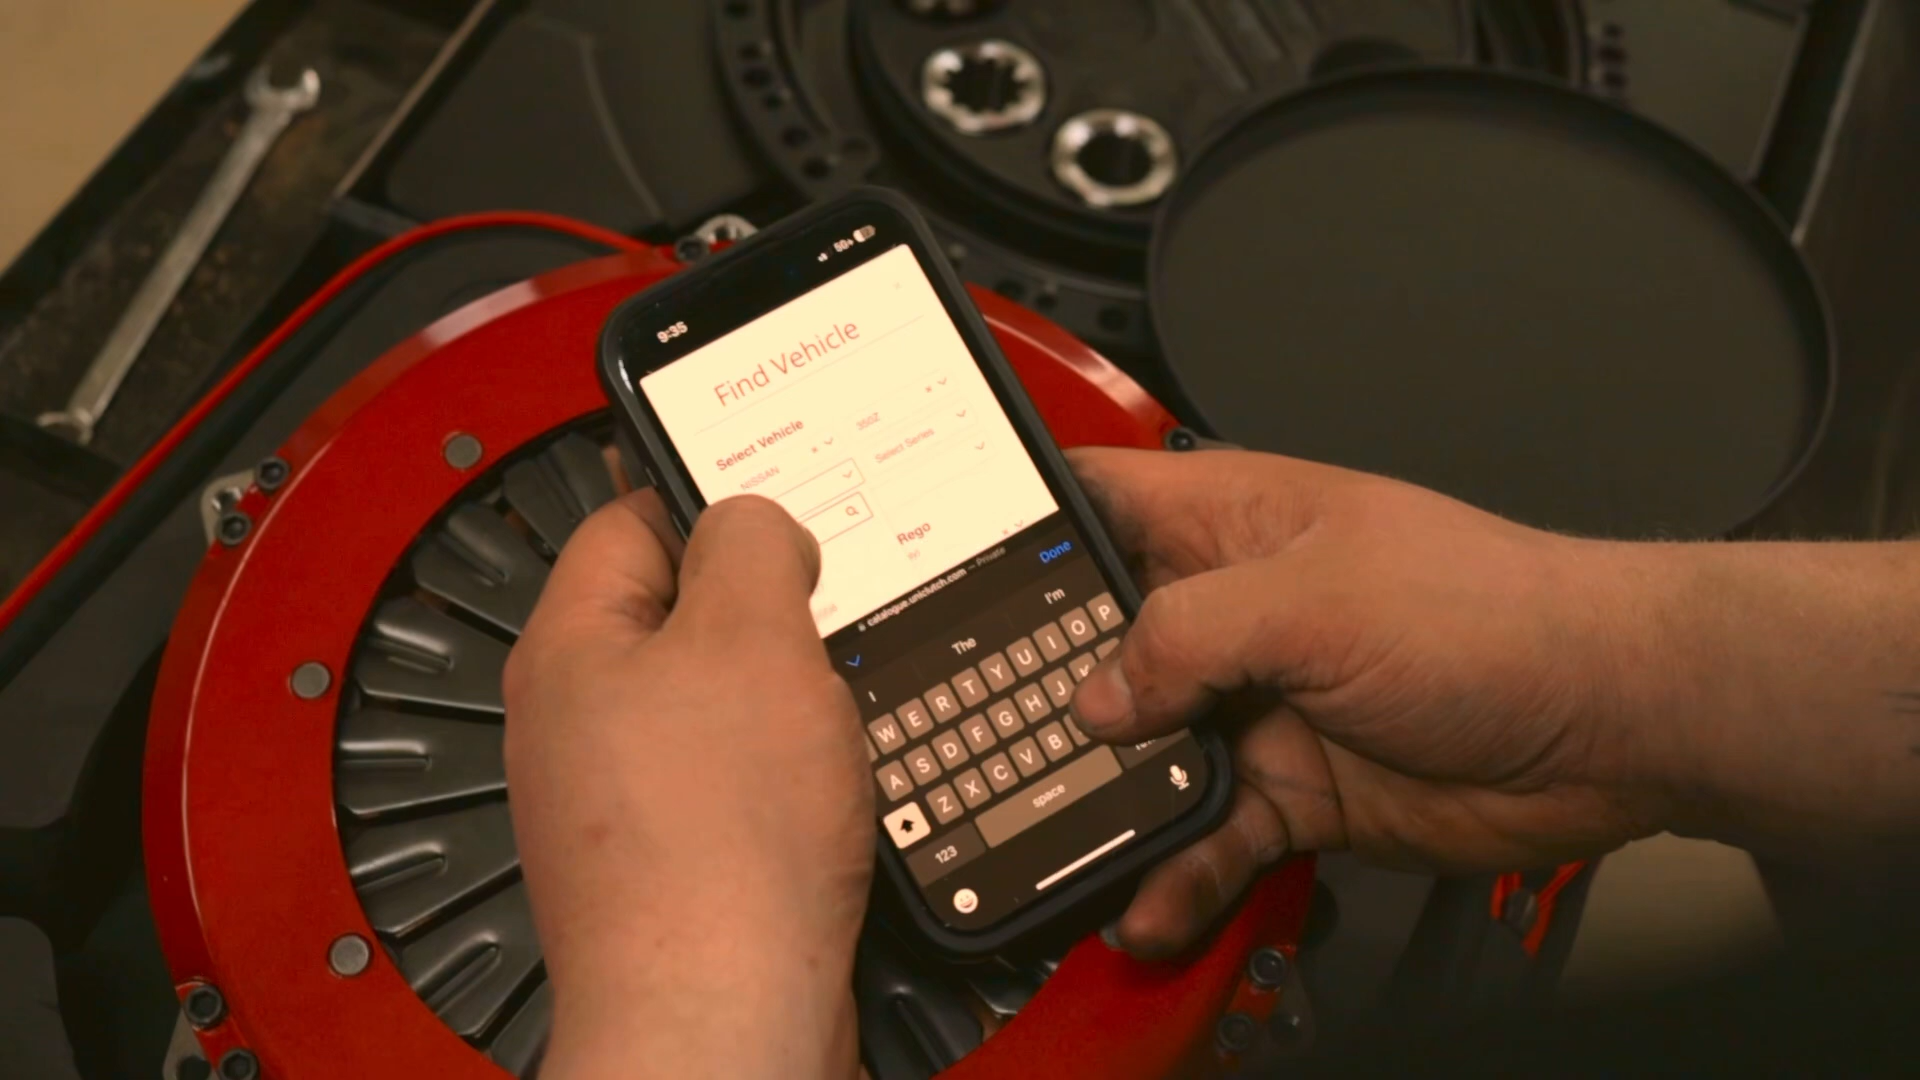 9:35
5G+
Find Vehicle
Select Vehicle
NISSAN
350Z
Select Series
Rego
catalogue.uniclutch.com — Private
Done
I
The
I'm
W E R T Y U I O P
A S D F G H J K
Z X C V B
123
space